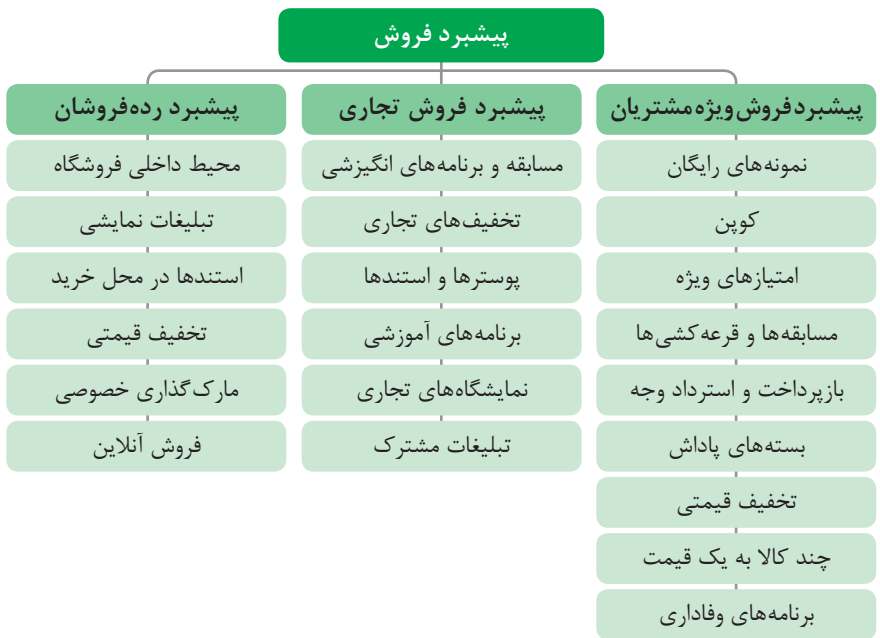 پیشبرد فروش
پیشبرد فروش ویژه مشتریان
نمونه‌های رایگان
کوپن
امتیازهای ویژه
مسابقه‌ها و قرعه‌کشی‌ها
بازپرداخت و استرداد وجه
بسته‌های پاداش
تخفیف قیمتی
چند کالا به یک قیمت
برنامه‌های وفاداری
پیشبرد فروش تجاری
مسابقه و برنامه‌های انگیزشی
تخفیف‌های تجاری
پوسترها و استندها
برنامه‌های آموزشی
نمایشگاه‌های تجاری
تبلیغات مشترک
پیشبرد رده‌فروشان
محیط داخلی فروشگاه
تبلیغات نمایشی
استندها در محل خرید
تخفیف قیمتی
مارک‌گذاری خصوصی
فروش آنلاین